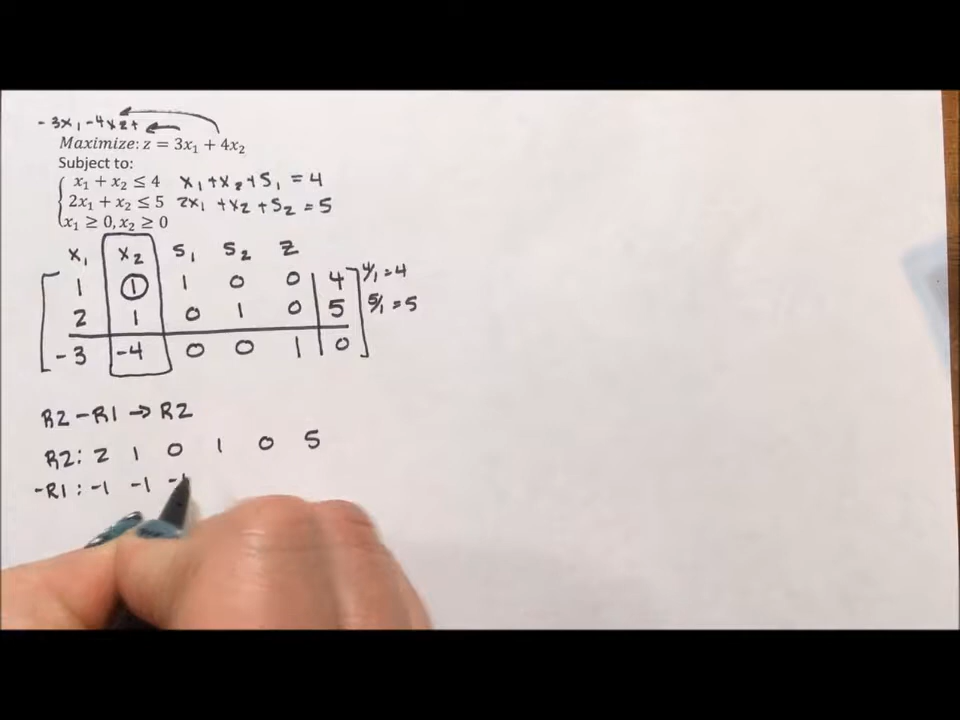 -3x₁-4x2+
Maximize: z = 3x₁ + 4x₂
Subject to:
x₁ + x₂ ≤ 4 x₁+x₂+S₁=4
2x₁ + x₂ ≤ 5 2x₁+x₂+S₂=5
x₁ ≥ 0, x₂ ≥ 0
x₁ x₂ S₁ S₂ Z
1 1 1 0 0 4 4/1=4
2 1 0 1 0 5 5/1=5
-3 -4 0 0 1 0
R2-R1→R2
R2: 2 1 0 1 0 5
-R1: -1 -1 -1